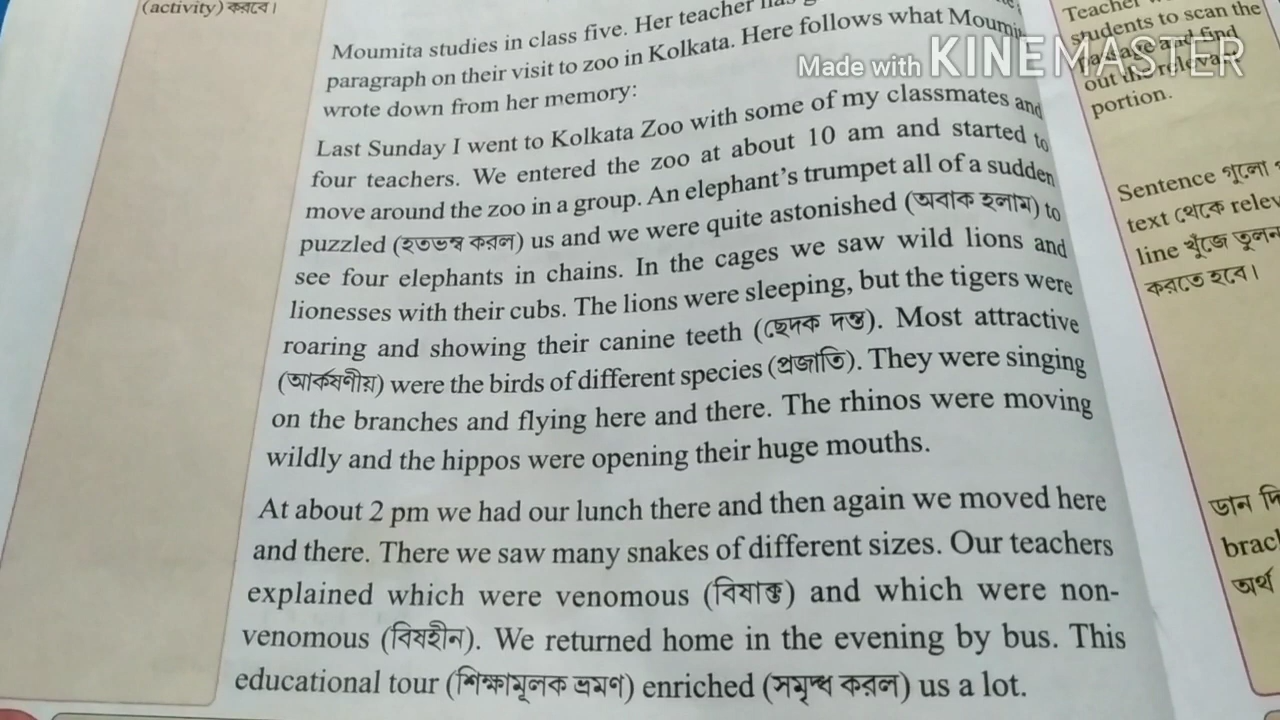 (activity) করবে।
Moumita studies in class five. Her teacher has
paragraph on their visit to zoo in Kolkata. Here follows what
wrote down from her memory:
Last Sunday I went to Kolkata Zoo with some of my classmates and
four teachers. We entered the zoo at about 10 am and started to
move around the zoo in a group. An elephant's trumpet all of a sudden
puzzled (হতভম্ব করল) us and we were quite astonished (অবাক হলাম) to
see four elephants in chains. In the cages we saw wild lions and
lionesses with their cubs. The lions were sleeping, but the tigers were
roaring and showing their canine teeth (ছেদক দন্ত). Most attractive
(আর্কষণীয়) were the birds of different species (প্রজাতি). They were singing
on the branches and flying here and there. The rhinos were moving
wildly and the hippos were opening their huge mouths.
At about 2 pm we had our lunch there and then again we moved here
and there. There we saw many snakes of different sizes. Our teachers
explained which were venomous (বিষাক্ত) and which were non-
venomous (বিষহীন). We returned home in the evening by bus. This
educational tour (শিক্ষামূলক ভ্রমণ) enriched (সমৃদ্ধ করল) us a lot.
Made with KINEMASTER
Teacher
students to scan the
passage and find
out the relevant
portion.
Sentence গুলো
text থেকে
line খুঁজে
করতে হবে।
ডান
অর্থ